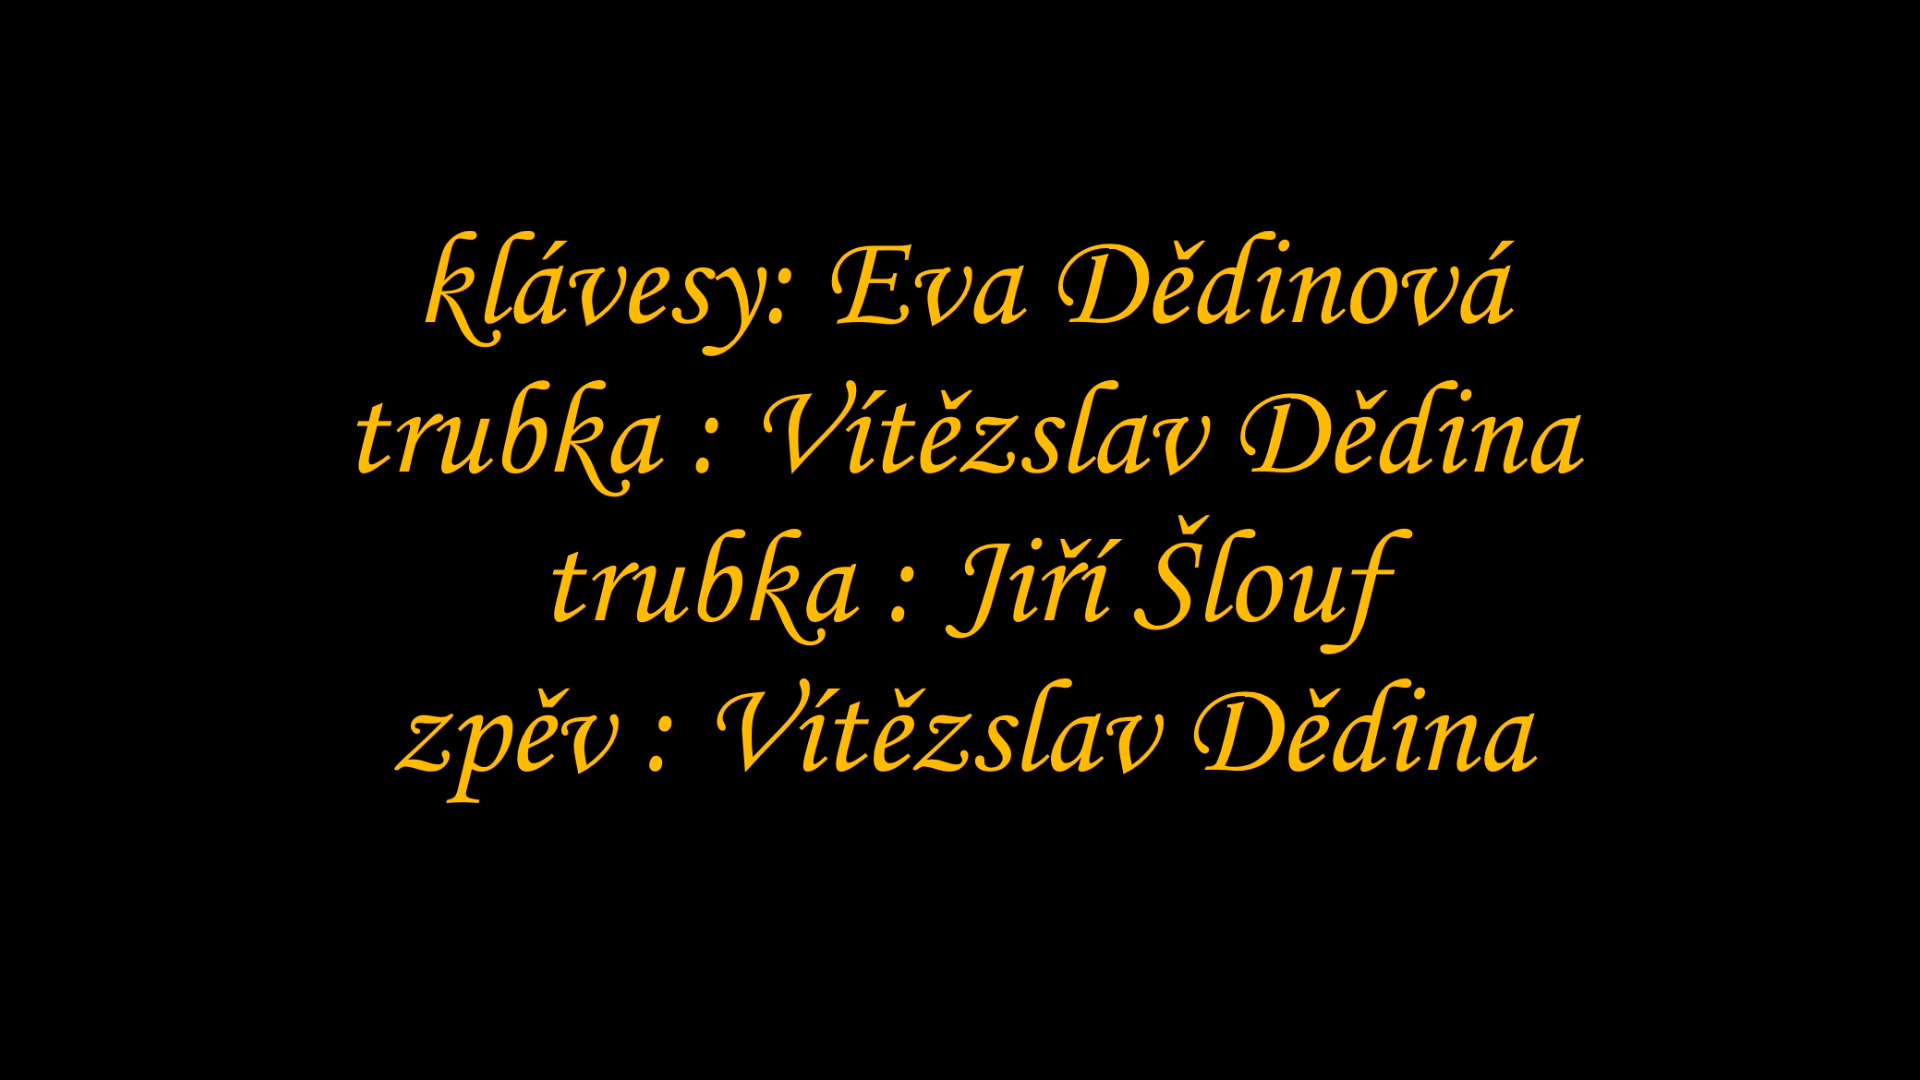 klávesy: Eva Dědinová
trubka : Vítězslav Dědina
trubka : Jiří Šlouf
zpěv : Vítězslav Dědina